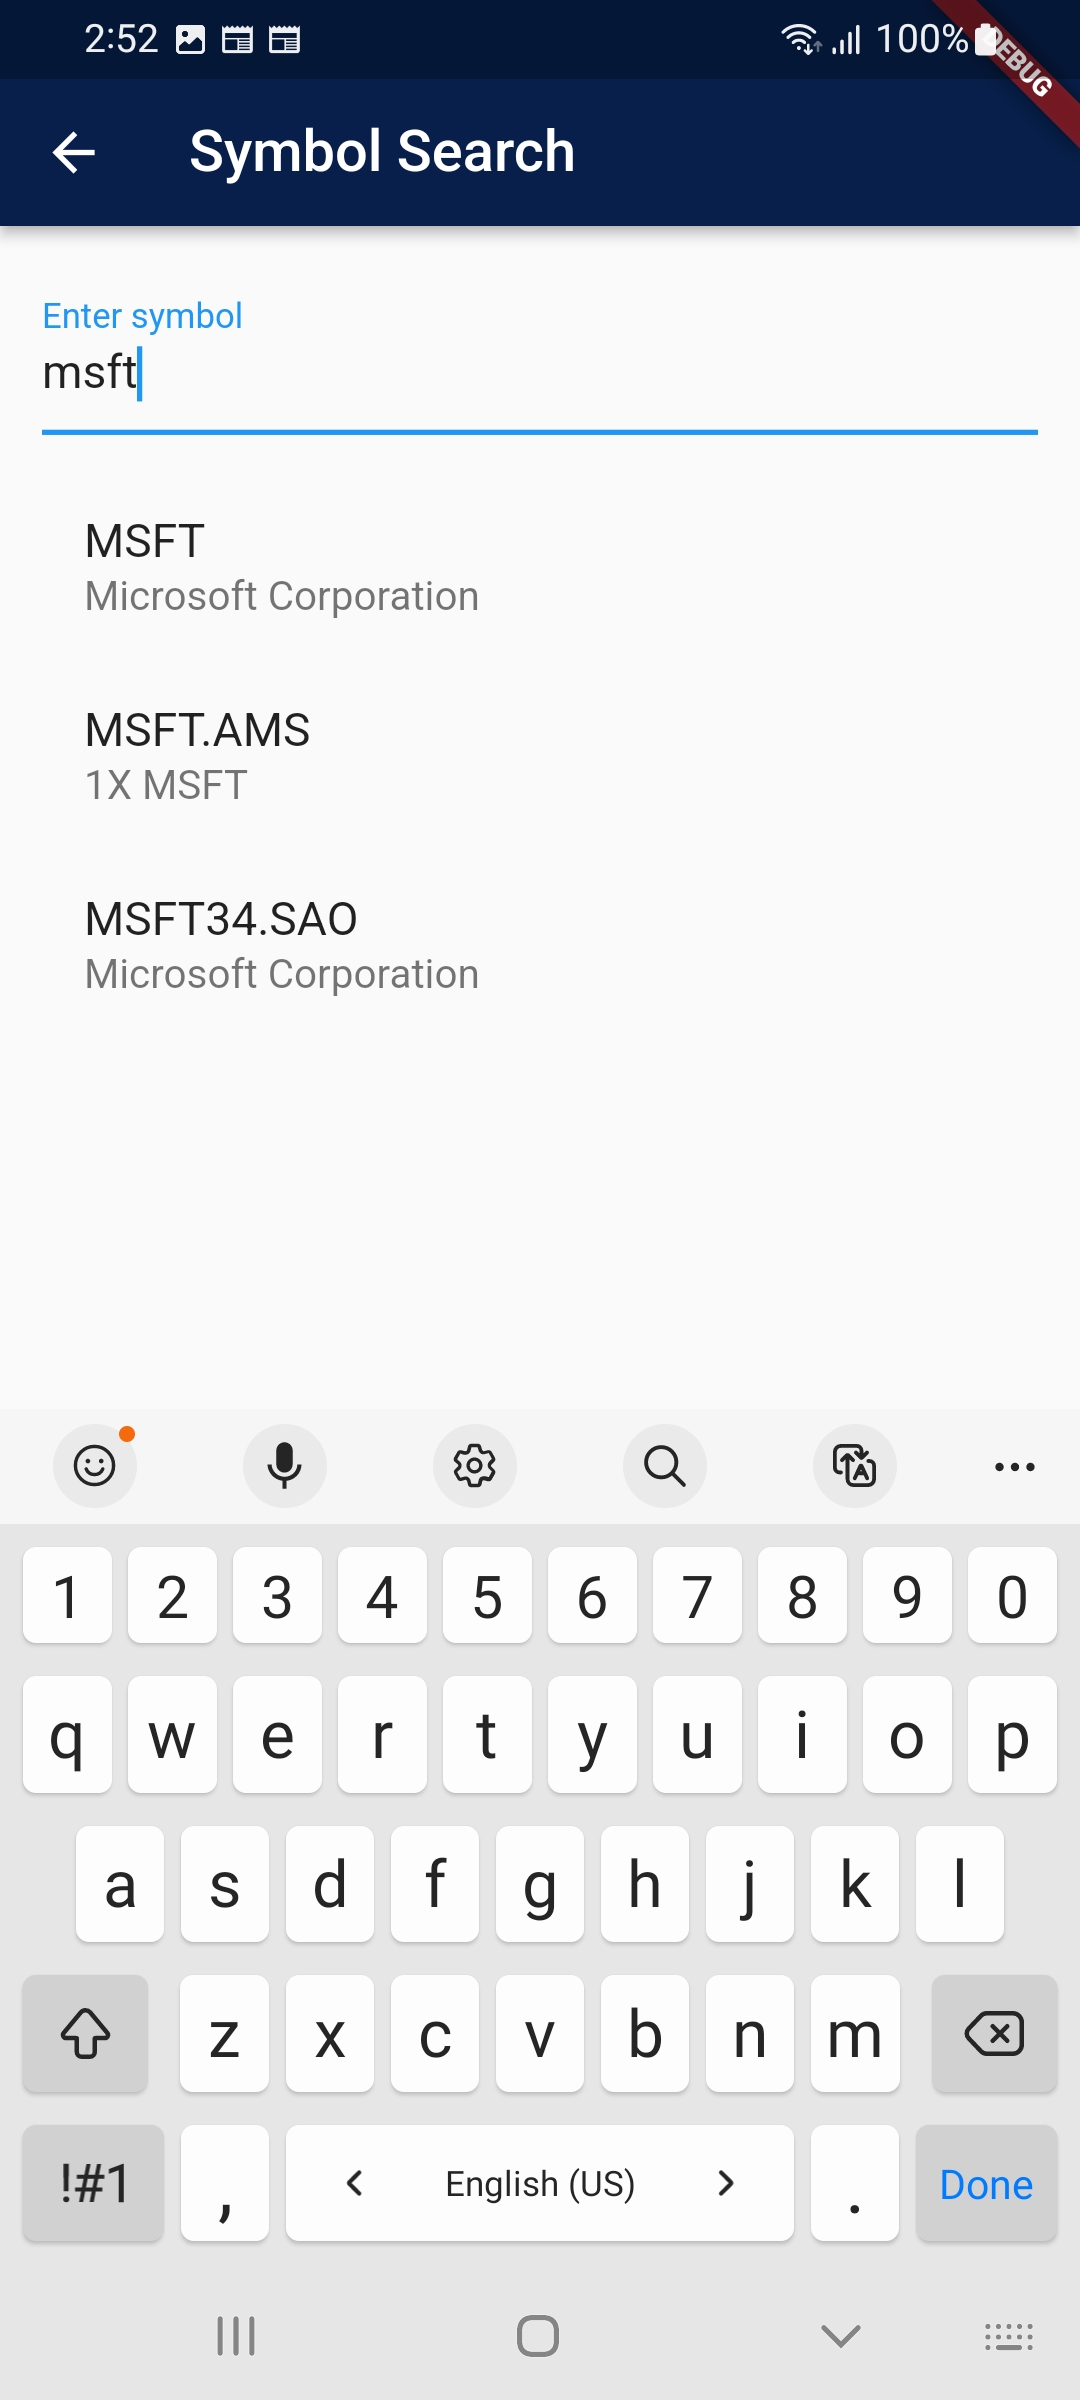 2:52 100%
DEBUG
Symbol Search
Enter symbol
msft
MSFT
Microsoft Corporation
MSFT.AMS
1X MSFT
MSFT34.SAO
Microsoft Corporation
1 2 3 4 5 6 7 8 9 0
q w e r t y u i o p
a s d f g h j k l
z x c v b n m
!#1 , English (US) . Done